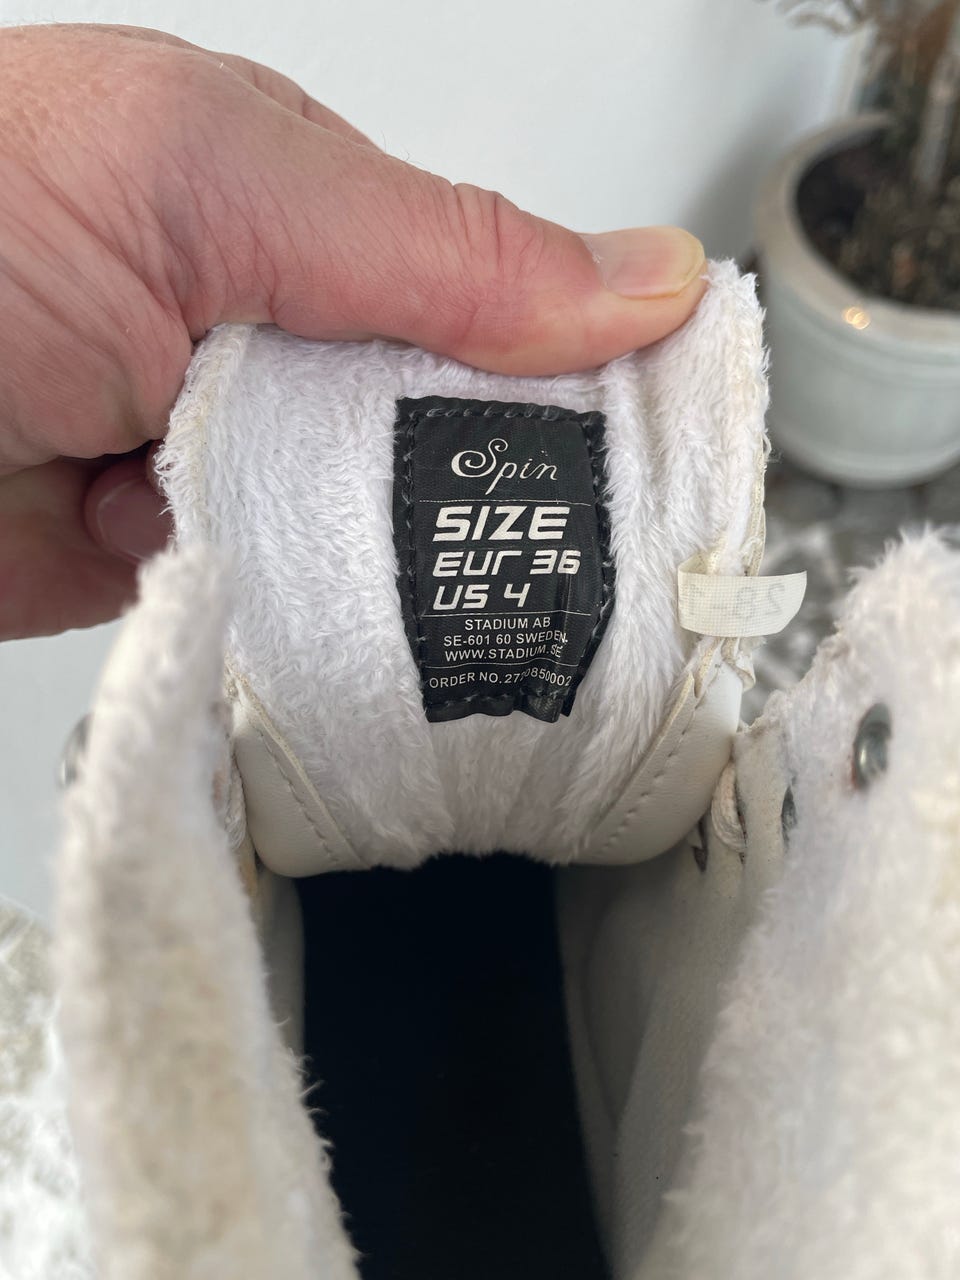 Spin
SIZE
EUR 36
US 4
STADIUM AB
SE-601 60 SWEDEN.
WWW.STADIUM.SE
ORDER NO.